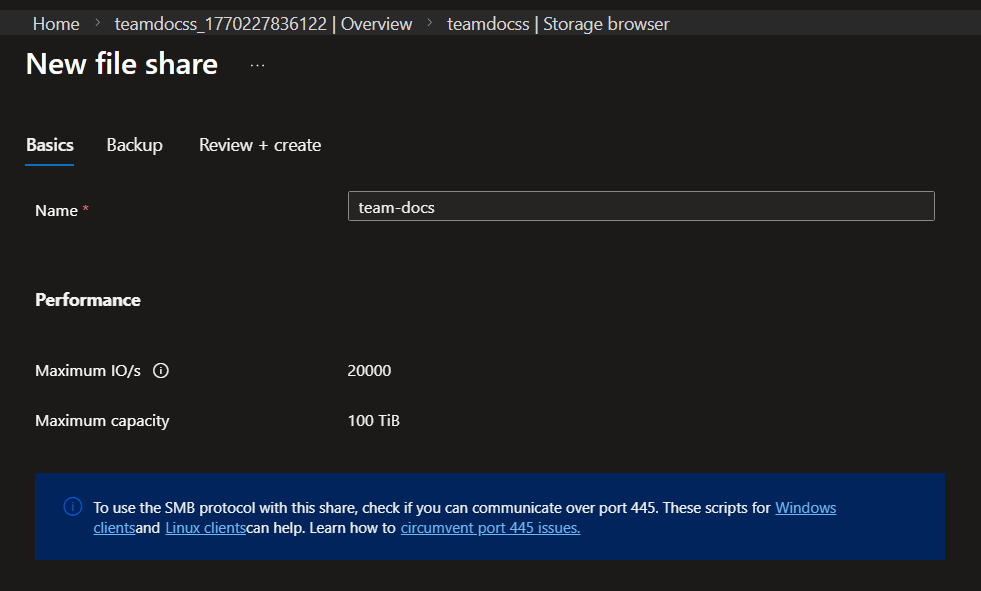 Home > teamdocss_1770227836122 | Overview > teamdocss | Storage browser
New file share ...
Basics Backup Review + create
Name * team-docs
Performance
Maximum IO/s 20000
Maximum capacity 100 TiB
To use the SMB protocol with this share, check if you can communicate over port 445. These scripts for Windows
clientsand Linux clientscan help. Learn how to circumvent port 445 issues.